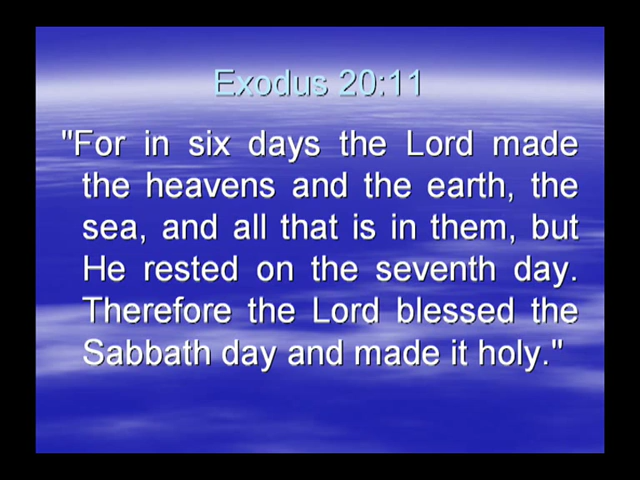 Exodus 20:11
"For in six days the Lord made
the heavens and the earth, the
sea, and all that is in them, but
He rested on the seventh day.
Therefore the Lord blessed the
Sabbath day and made it holy."